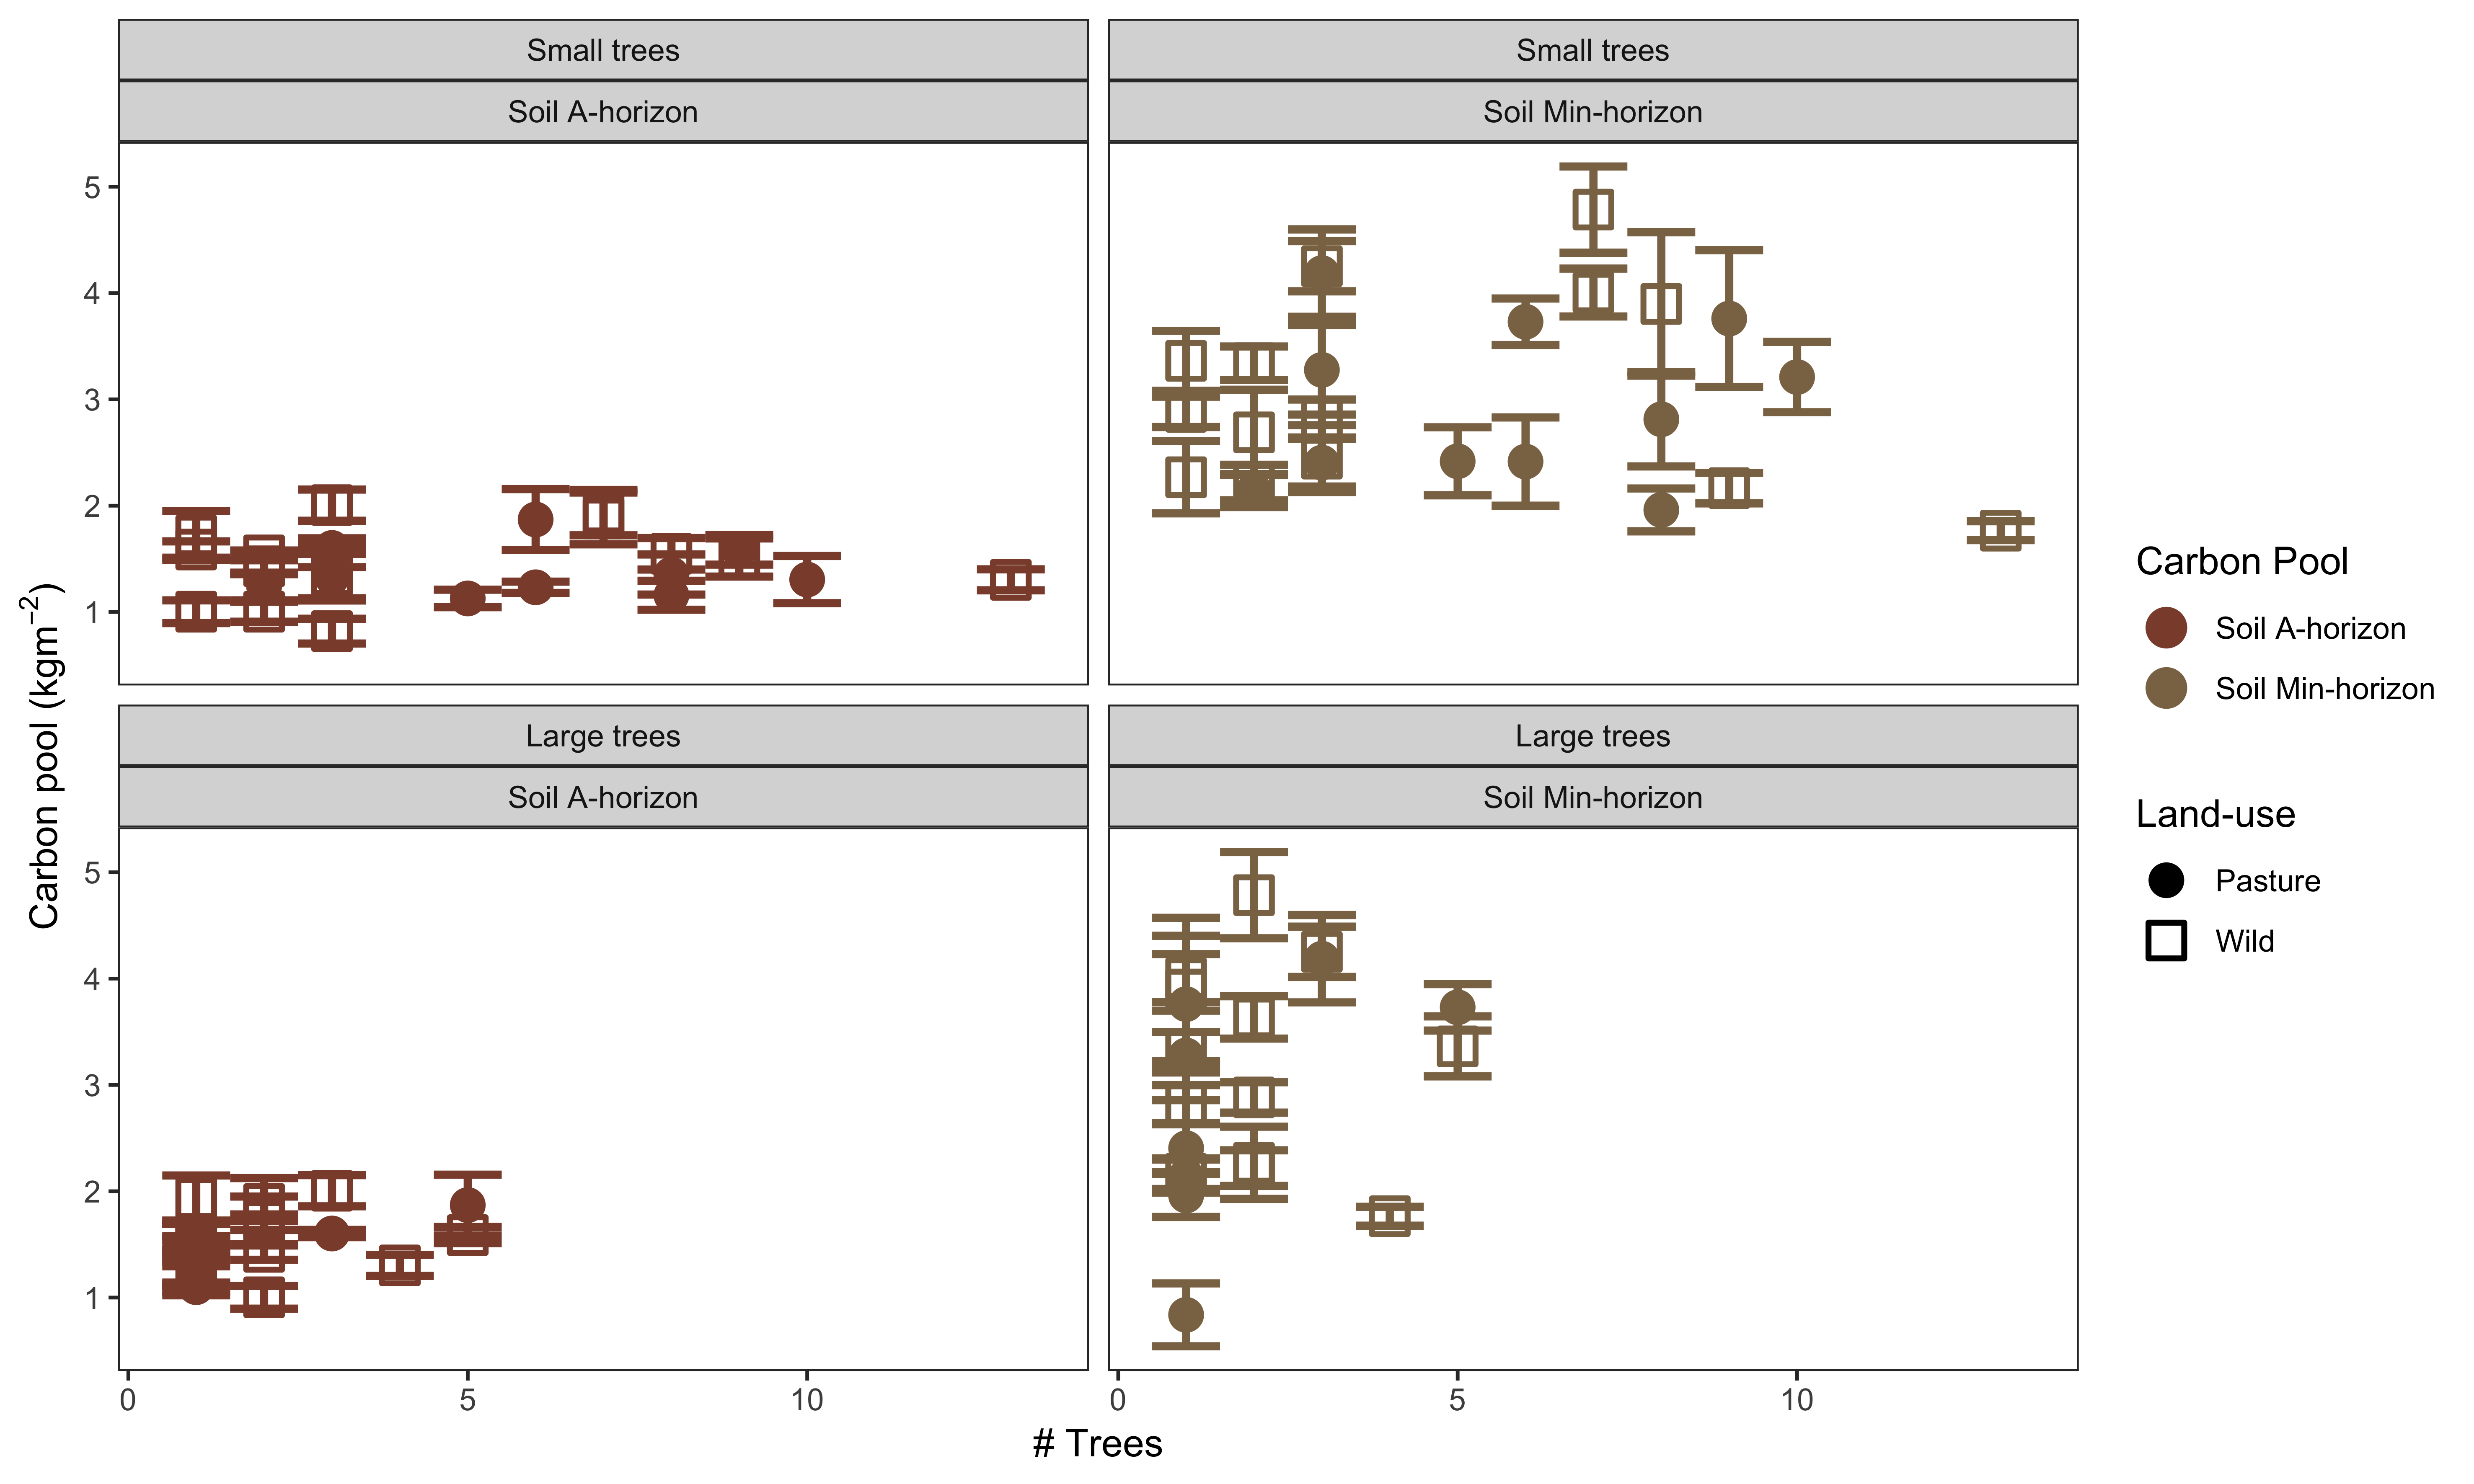 Small trees
Small trees
Soil A-horizon
Soil Min-horizon
5
4
3
2
1
Large trees
Large trees
Soil A-horizon
Soil Min-horizon
5
4
3
2
1
0
5
10
0
5
10
# Trees
Carbon pool (kgm⁻²)
Carbon Pool
Soil A-horizon
Soil Min-horizon
Land-use
Pasture
Wild